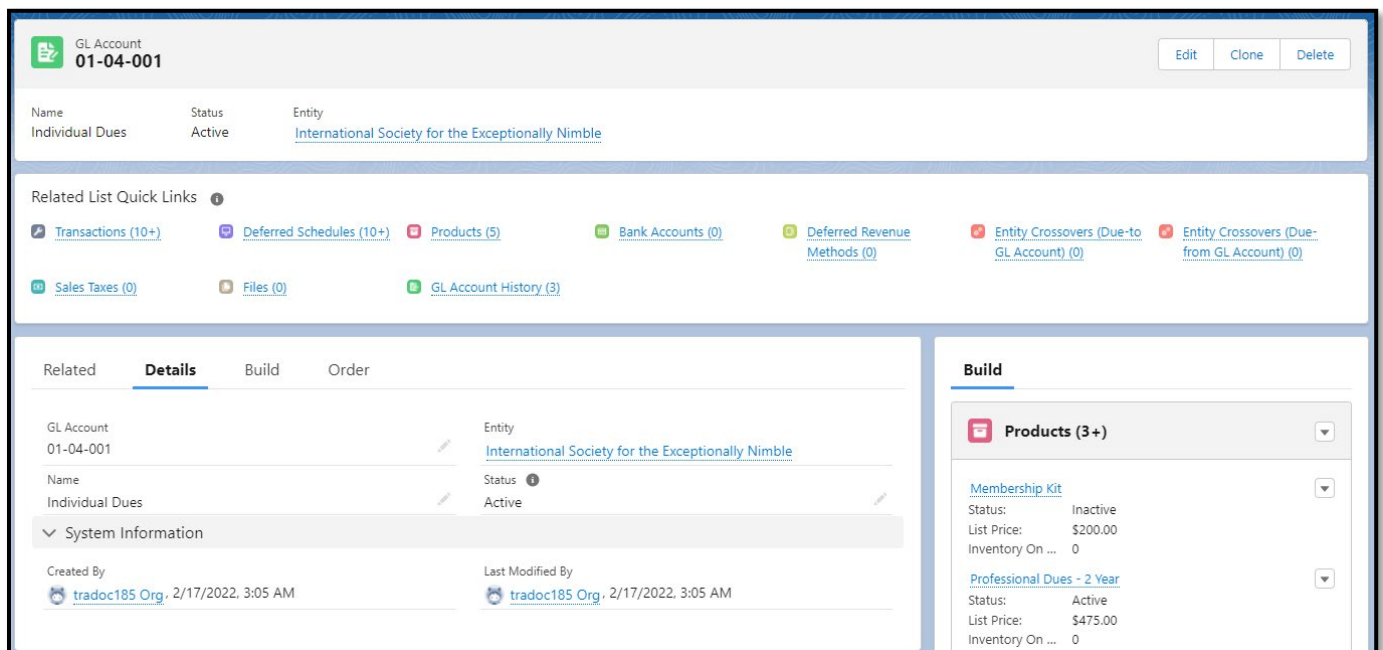 GL Account
01-04-001
Edit Clone Delete
Name Status Entity
Individual Dues Active International Society for the Exceptionally Nimble
Related List Quick Links
Transactions (10+) Deferred Schedules (10+) Products (5) Bank Accounts (0) Deferred Revenue Entity Crossovers (Due-to Entity Crossovers (Due-
Methods (0) GL Account) (0) from GL Account) (0)
Sales Taxes (0) Files (0) GL Account History (3)
Related Details Build Order
GL Account Entity
01-04-001 International Society for the Exceptionally Nimble
Name Status
Individual Dues Active
System Information
Created By Last Modified By
tradoc185 Org, 2/17/2022, 3:05 AM tradoc185 Org, 2/17/2022, 3:05 AM
Build
Products (3+)
Membership Kit
Status: Inactive
List Price: $200.00
Inventory On ... 0
Professional Dues - 2 Year
Status: Active
List Price: $475.00
Inventory On ... 0